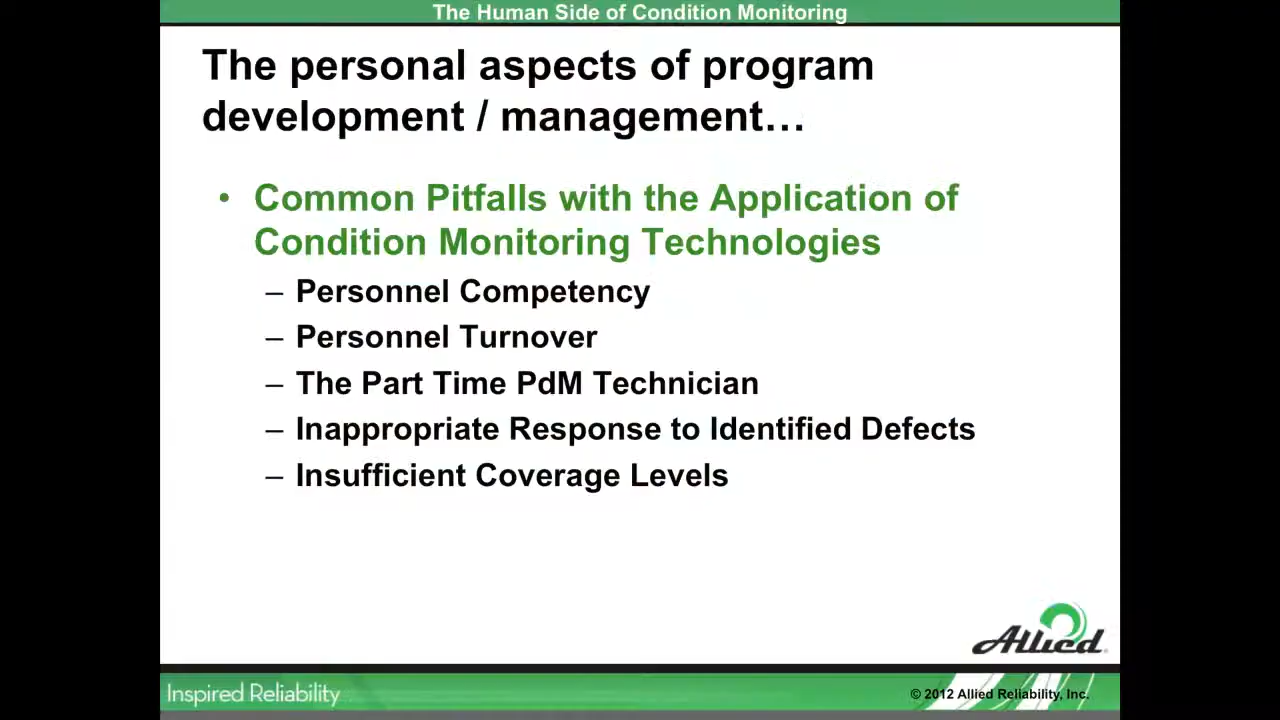 The Human Side of Condition Monitoring
The personal aspects of program
development / management…
• Common Pitfalls with the Application of
Condition Monitoring Technologies
– Personnel Competency
– Personnel Turnover
– The Part Time PdM Technician
– Inappropriate Response to Identified Defects
– Insufficient Coverage Levels
Allied®
Inspired Reliability
© 2012 Allied Reliability, Inc.